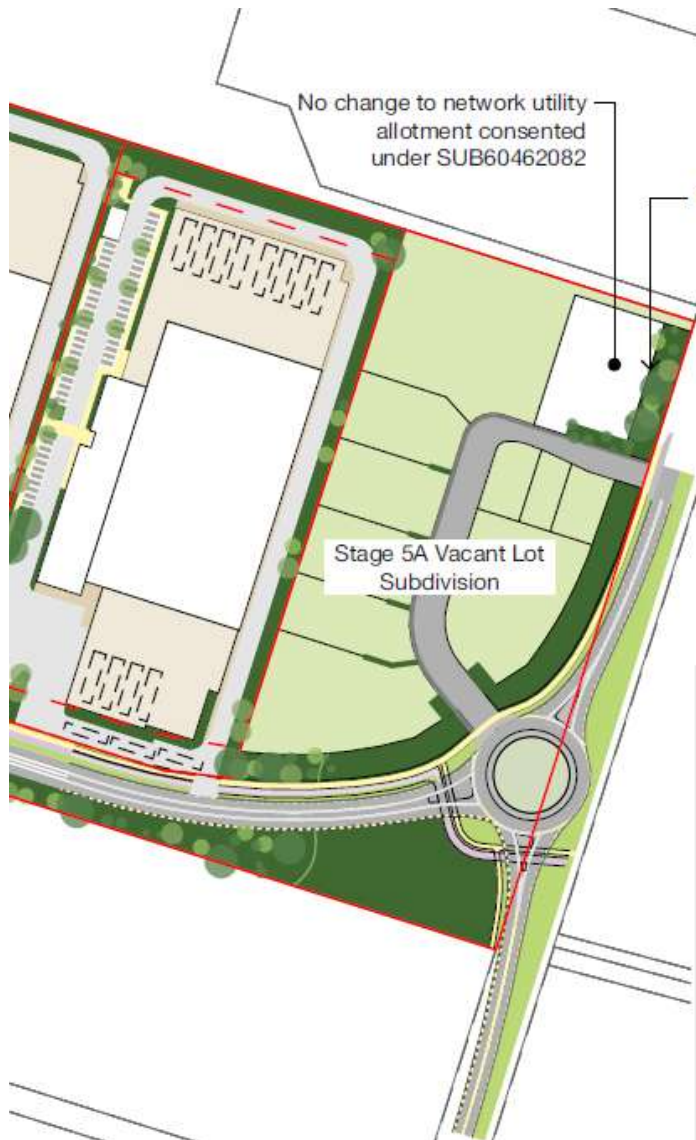 No change to network utility
allotment consented
under SUB60462082
Stage 5A Vacant Lot
Subdivision